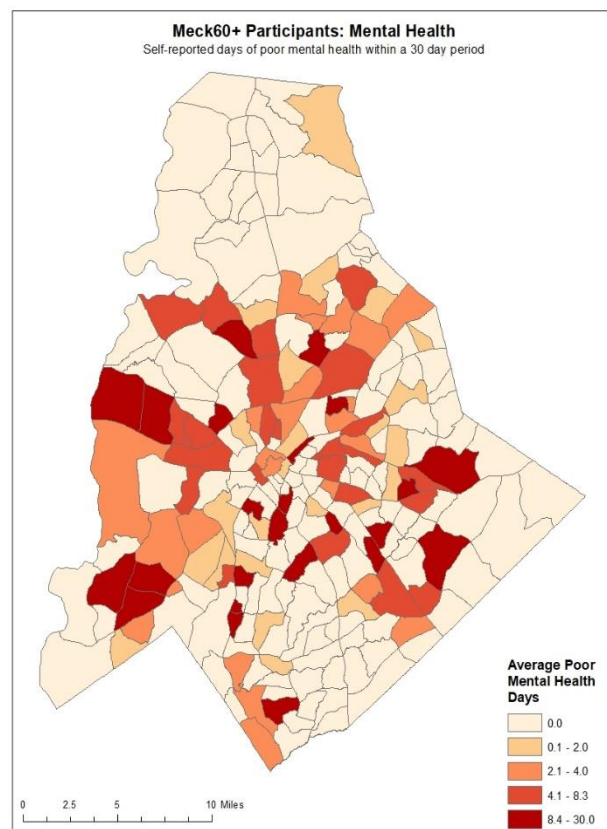 Meck60+ Participants: Mental Health
Self-reported days of poor mental health within a 30 day period
Average Poor
Mental Health
Days
0.0
0.1 - 2.0
2.1 - 4.0
4.1 - 8.3
8.4 - 30.0
0 2.5 5 10 Miles